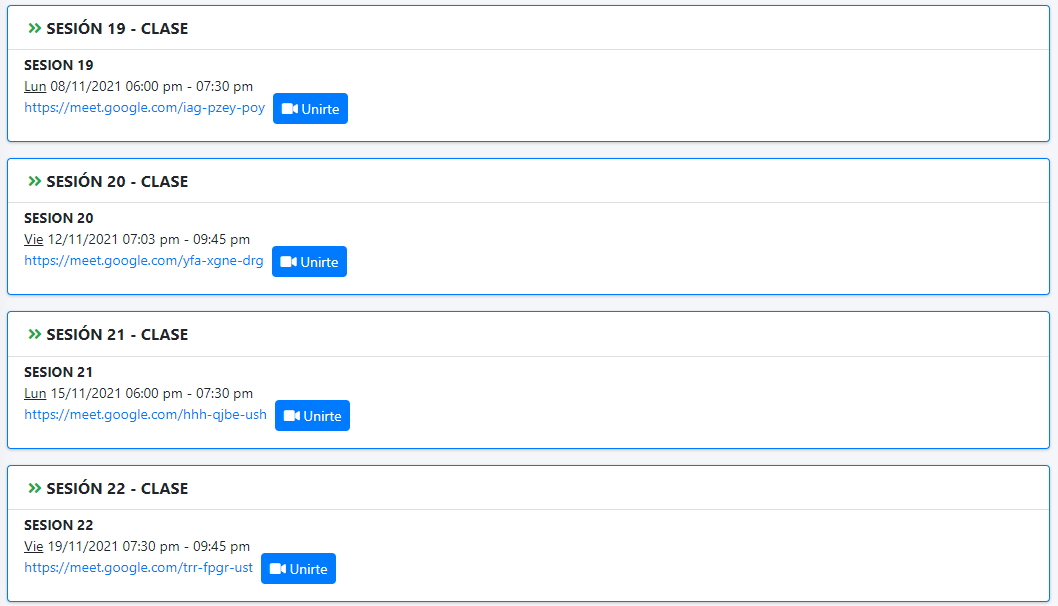 SESIÓN 19 - CLASE
SESION 19
Lun 08/11/2021 06:00 pm - 07:30 pm
https://meet.google.com/iag-pzey-poy Unirte
SESIÓN 20 - CLASE
SESION 20
Vie 12/11/2021 07:03 pm - 09:45 pm
https://meet.google.com/yfa-xgne-drg Unirte
SESIÓN 21 - CLASE
SESION 21
Lun 15/11/2021 06:00 pm - 07:30 pm
https://meet.google.com/hhh-qjbe-ush Unirte
SESIÓN 22 - CLASE
SESION 22
Vie 19/11/2021 07:30 pm - 09:45 pm
https://meet.google.com/trr-fpgr-ust Unirte